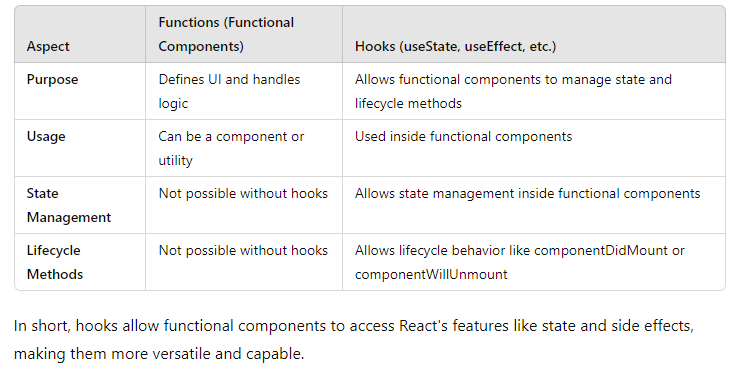 Aspect
Functions (Functional
Components)
Hooks (useState, useEffect, etc.)
Purpose
Defines UI and handles
logic
Allows functional components to manage state and
lifecycle methods
Usage
Can be a component or
utility
Used inside functional components
State
Management
Not possible without hooks
Allows state management inside functional components
Lifecycle
Methods
Not possible without hooks
Allows lifecycle behavior like componentDidMount or
componentWillUnmount
In short, hooks allow functional components to access React's features like state and side effects,
making them more versatile and capable.